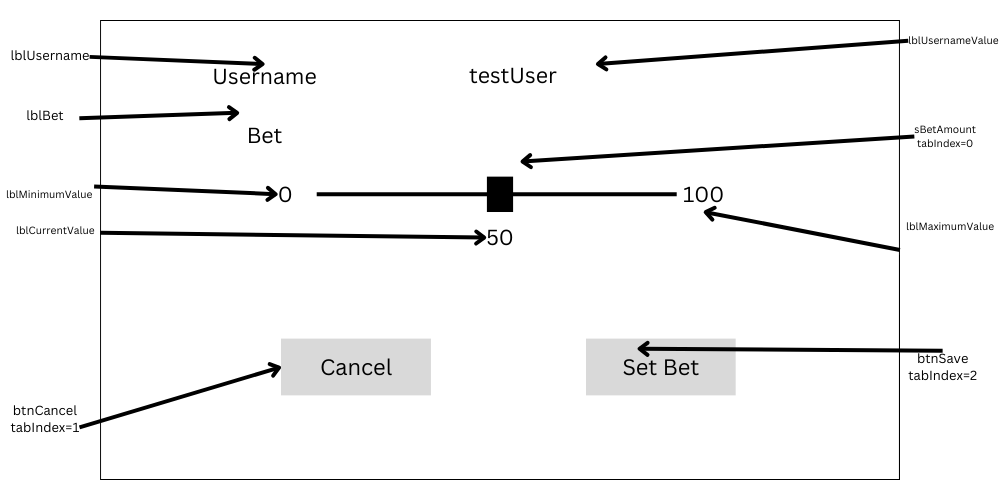 lblUsername
lblUsernameValue
Username
testUser
lblBet
Bet
sBetAmount
tabIndex=0
lblMinimumValue
0
100
lblCurrentValue
50
lblMaximumValue
Cancel
Set Bet
btnSave
tabIndex=2
btnCancel
tabIndex=1